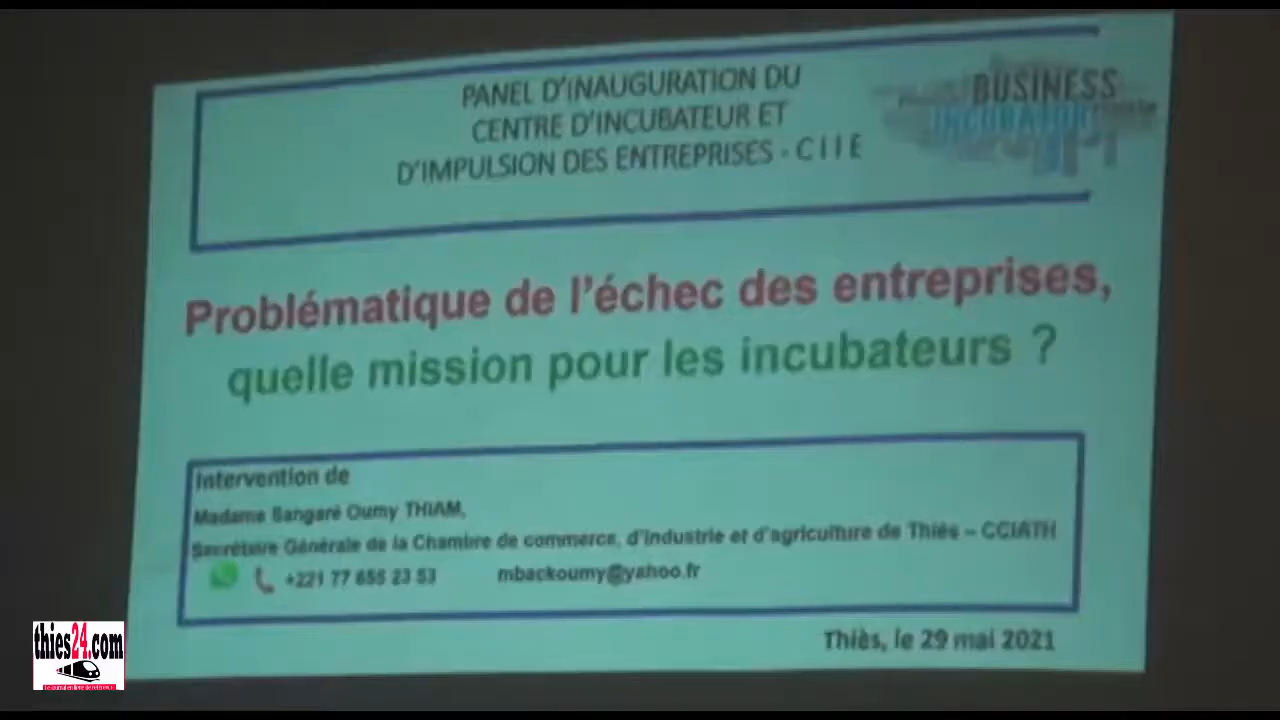 PANEL D'INAUGURATION DU
CENTRE D'INCUBATEUR ET
D'IMPULSION DES ENTREPRISES - C I I E
BUSINESS
INCUBATOR
Problématique de l'échec des entreprises,
quelle mission pour les incubateurs ?
Intervention de
Madame Sangaré Oumy THIAM,
Secrétaire Générale de la Chambre de commerce, d'industrie et d'agriculture de Thiès – CCIATH
+221 77 655 23 53 mbackoumy@yahoo.fr
Thiès, le 29 mai 2021
thies24.com